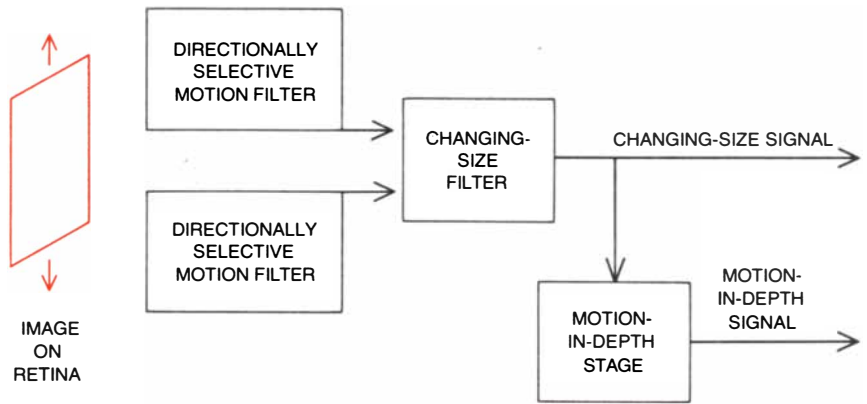 DIRECTIONALLY
SELECTIVE
MOTION FILTER
CHANGING-
SIZE
FILTER
CHANGING-SIZE SIGNAL
DIRECTIONALLY
SELECTIVE
MOTION FILTER
MOTION-
IN-DEPTH
SIGNAL
MOTION-
IN-DEPTH
STAGE
IMAGE
ON
RETINA